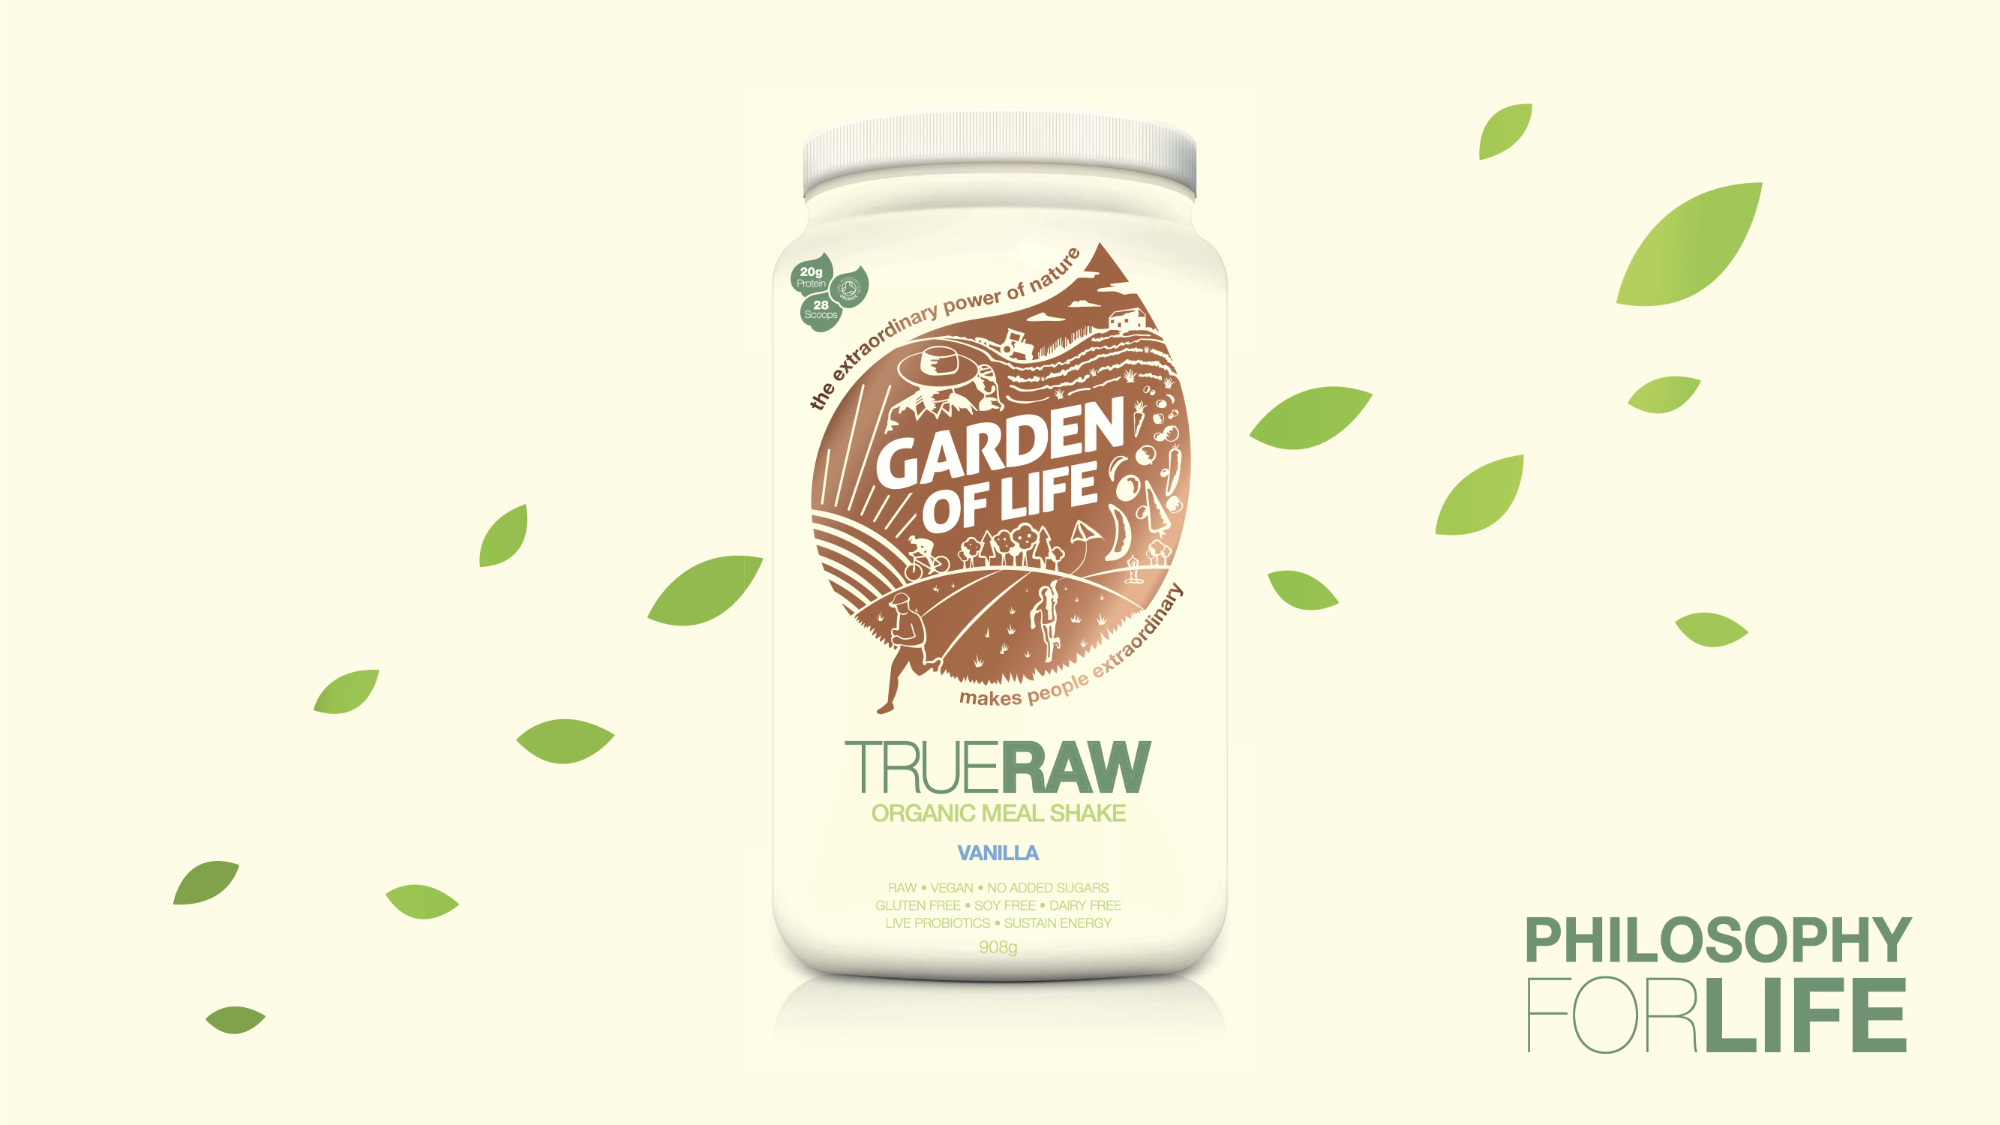 20g
Protein
28
Scoops
the extraordinary power of nature
GARDEN
OF LIFE
makes people extraordinary
TRUERAW
ORGANIC MEAL SHAKE
VANILLA
RAW • VEGAN • NO ADDED SUGARS
GLUTEN FREE • SOY FREE • DAIRY FREE
LIVE PROBIOTICS • SUSTAIN ENERGY
908g
PHILOSOPHY
FORLIFE